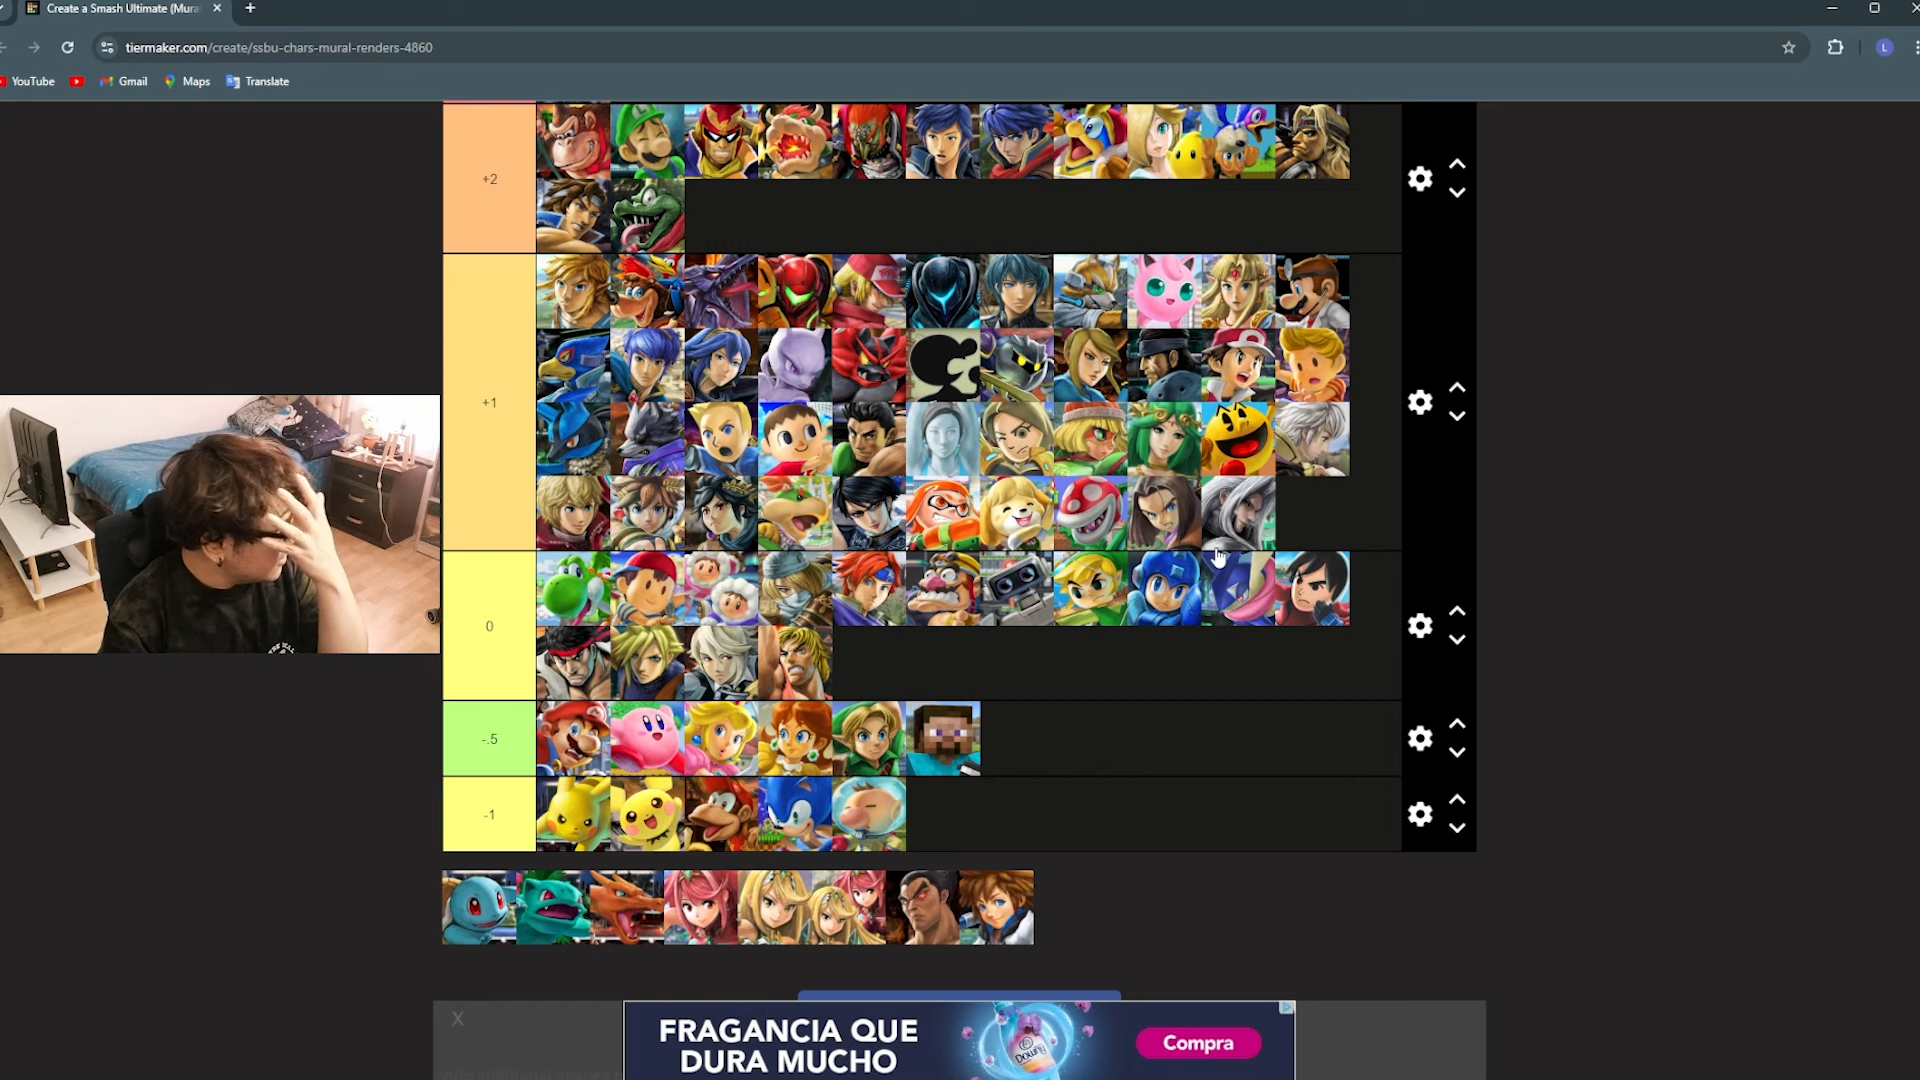 Create a Smash Ultimate (Mura
tiermaker.com/create/ssbu-chars-mural-renders-4860
L
YouTube
Gmail
Maps
Translate
+2
+1
0
-.5
-1
X
FRAGANCIA QUE
DURA MUCHO
Downy
Compra